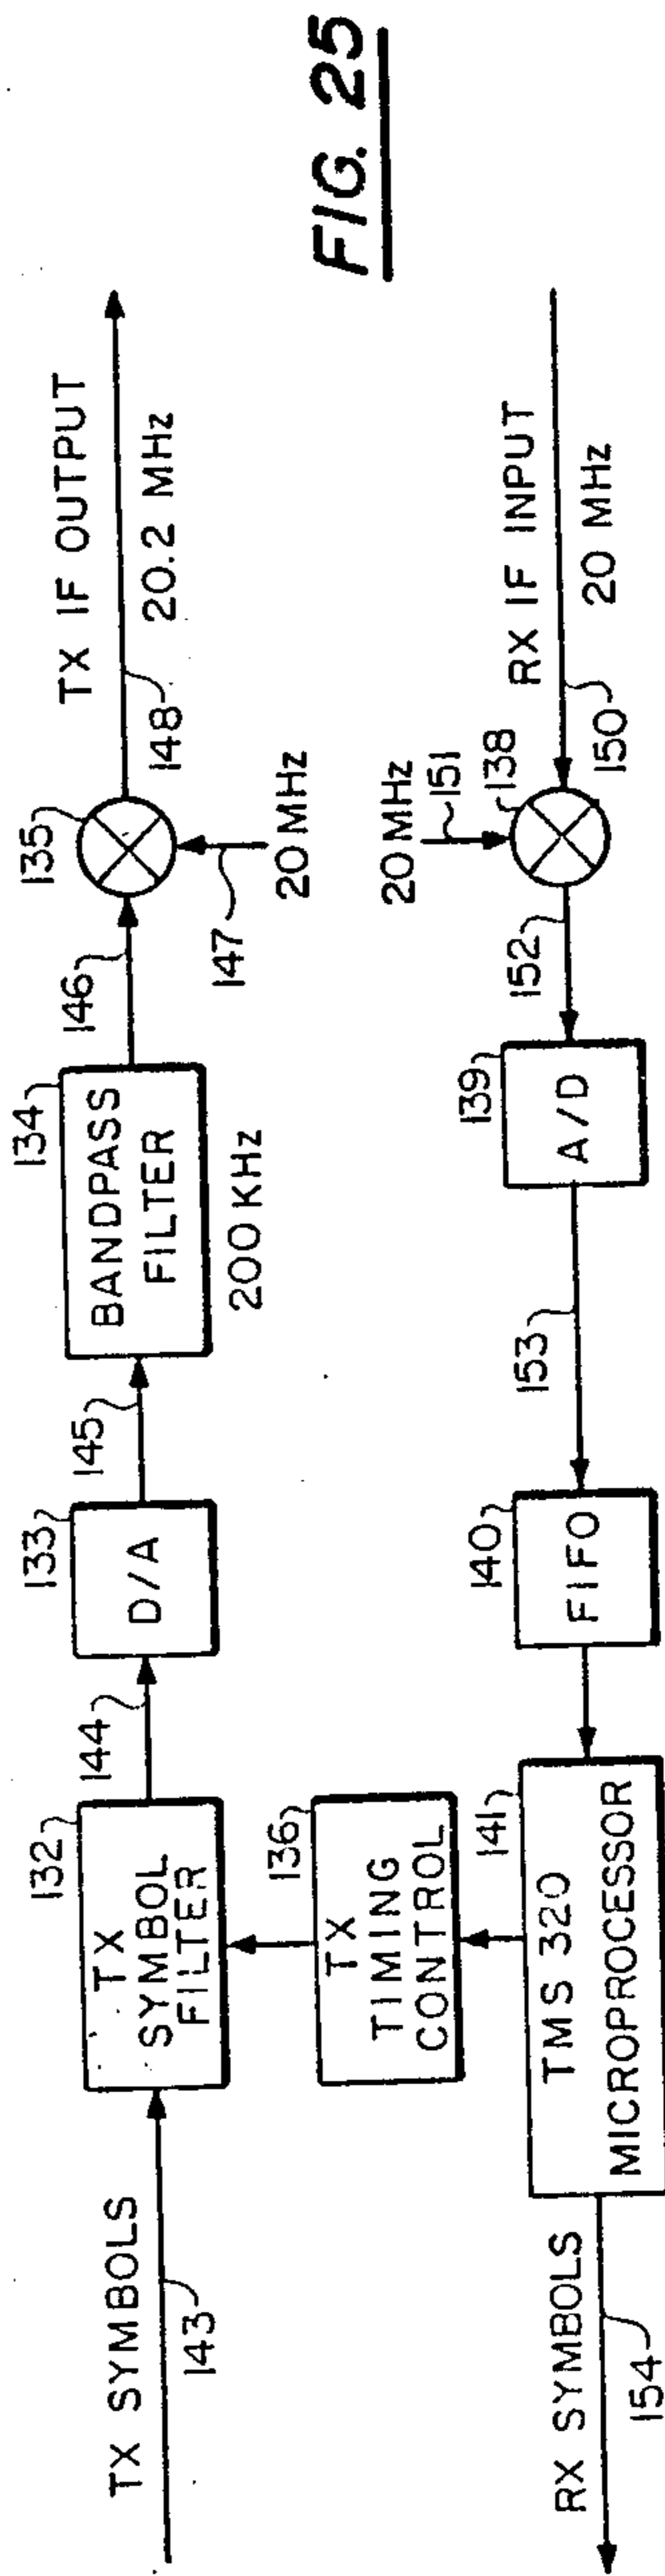 FIG. 25
TX SYMBOLS
143
132
TX
SYMBOL
FILTER
144
133
D/A
145
134
BANDPASS
FILTER
200 KHz
146
135
147
20 MHz
148
TX IF OUTPUT
20.2 MHz
136
TX
TIMING
CONTROL
RX SYMBOLS
154
141
TMS 320
MICROPROCESSOR
140
FIFO
153
139
A/D
152
20 MHz
151
138
150
RX IF INPUT
20 MHz